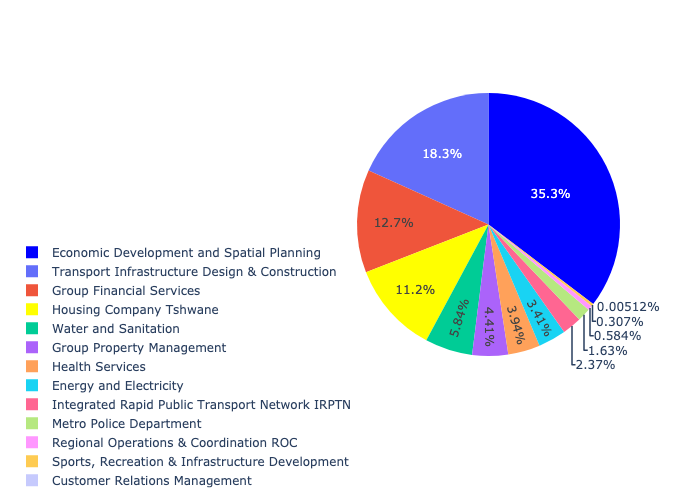 35.3%
18.3%
12.7%
11.2%
5.84%
4.41%
3.94%
3.41%
2.37%
1.63%
0.584%
0.307%
0.00512%
Economic Development and Spatial Planning
Transport Infrastructure Design & Construction
Group Financial Services
Housing Company Tshwane
Water and Sanitation
Group Property Management
Health Services
Energy and Electricity
Integrated Rapid Public Transport Network IRPTN
Metro Police Department
Regional Operations & Coordination ROC
Sports, Recreation & Infrastructure Development
Customer Relations Management